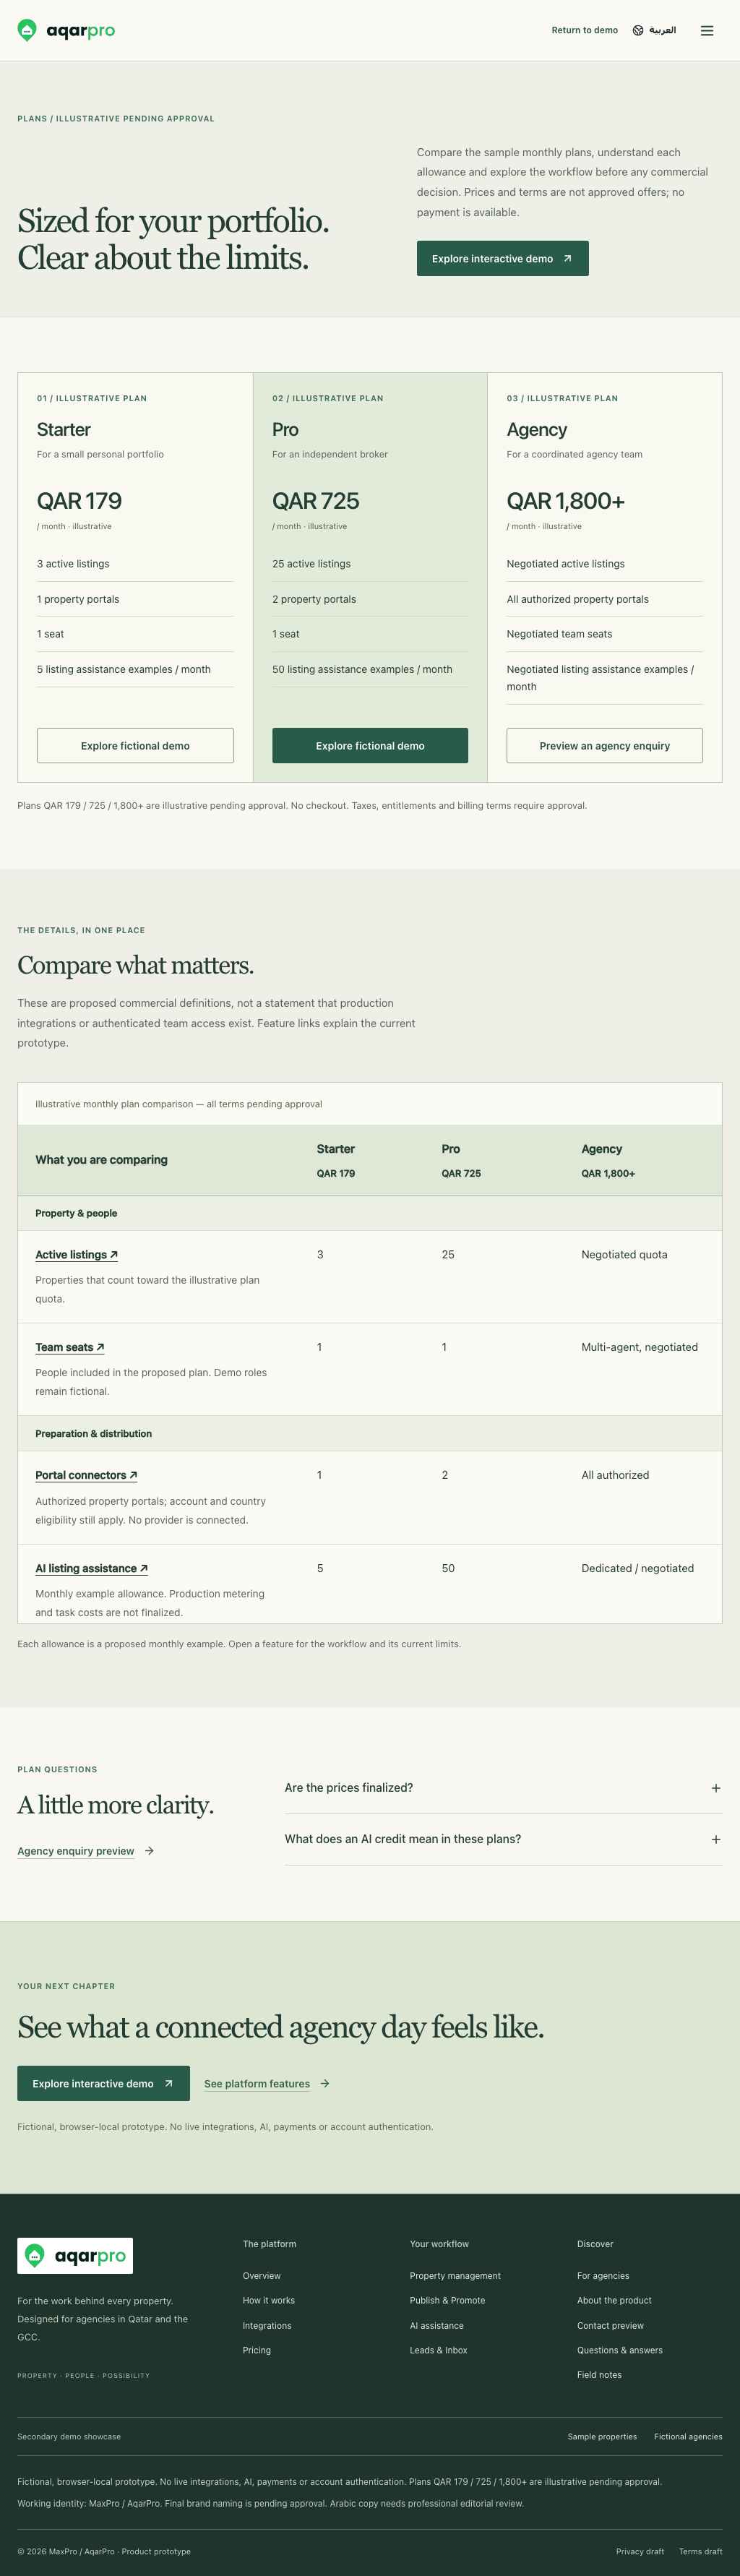 aqarpro
Return to demo
العربية
PLANS / ILLUSTRATIVE PENDING APPROVAL
Sized for your portfolio.
Clear about the limits.
Compare the sample monthly plans, understand each
allowance and explore the workflow before any commercial
decision. Prices and terms are not approved offers; no
payment is available.
Explore interactive demo
01 / ILLUSTRATIVE PLAN
Starter
For a small personal portfolio
QAR 179
/ month · illustrative
3 active listings
1 property portals
1 seat
5 listing assistance examples / month
Explore fictional demo
02 / ILLUSTRATIVE PLAN
Pro
For an independent broker
QAR 725
/ month · illustrative
25 active listings
2 property portals
1 seat
50 listing assistance examples / month
Explore fictional demo
03 / ILLUSTRATIVE PLAN
Agency
For a coordinated agency team
QAR 1,800+
/ month · illustrative
Negotiated active listings
All authorized property portals
Negotiated team seats
Negotiated listing assistance examples /
month
Preview an agency enquiry
Plans QAR 179 / 725 / 1,800+ are illustrative pending approval. No checkout. Taxes, entitlements and billing terms require approval.
THE DETAILS, IN ONE PLACE
Compare what matters.
These are proposed commercial definitions, not a statement that production
integrations or authenticated team access exist. Feature links explain the current
prototype.
Illustrative monthly plan comparison — all terms pending approval
What you are comparing
Starter
QAR 179
Pro
QAR 725
Agency
QAR 1,800+
Property & people
Active listings ↗
3
25
Negotiated quota
Properties that count toward the illustrative plan
quota.
Team seats ↗
1
1
Multi-agent, negotiated
People included in the proposed plan. Demo roles
remain fictional.
Preparation & distribution
Portal connectors ↗
1
2
All authorized
Authorized property portals; account and country
eligibility still apply. No provider is connected.
AI listing assistance ↗
5
50
Dedicated / negotiated
Monthly example allowance. Production metering
and task costs are not finalized.
Each allowance is a proposed monthly example. Open a feature for the workflow and its current limits.
PLAN QUESTIONS
A little more clarity.
Agency enquiry preview →
Are the prices finalized? +
What does an AI credit mean in these plans? +
YOUR NEXT CHAPTER
See what a connected agency day feels like.
Explore interactive demo
See platform features →
Fictional, browser-local prototype. No live integrations, AI, payments or account authentication.
aqarpro
For the work behind every property.
Designed for agencies in Qatar and the
GCC.
PROPERTY · PEOPLE · POSSIBILITY
The platform
Overview
How it works
Integrations
Pricing
Your workflow
Property management
Publish & Promote
AI assistance
Leads & Inbox
Discover
For agencies
About the product
Contact preview
Questions & answers
Field notes
Secondary demo showcase
Sample properties
Fictional agencies
Fictional, browser-local prototype. No live integrations, AI, payments or account authentication. Plans QAR 179 / 725 / 1,800+ are illustrative pending approval.
Working identity: MaxPro / AqarPro. Final brand naming is pending approval. Arabic copy needs professional editorial review.
© 2026 MaxPro / AqarPro · Product prototype
Privacy draft
Terms draft